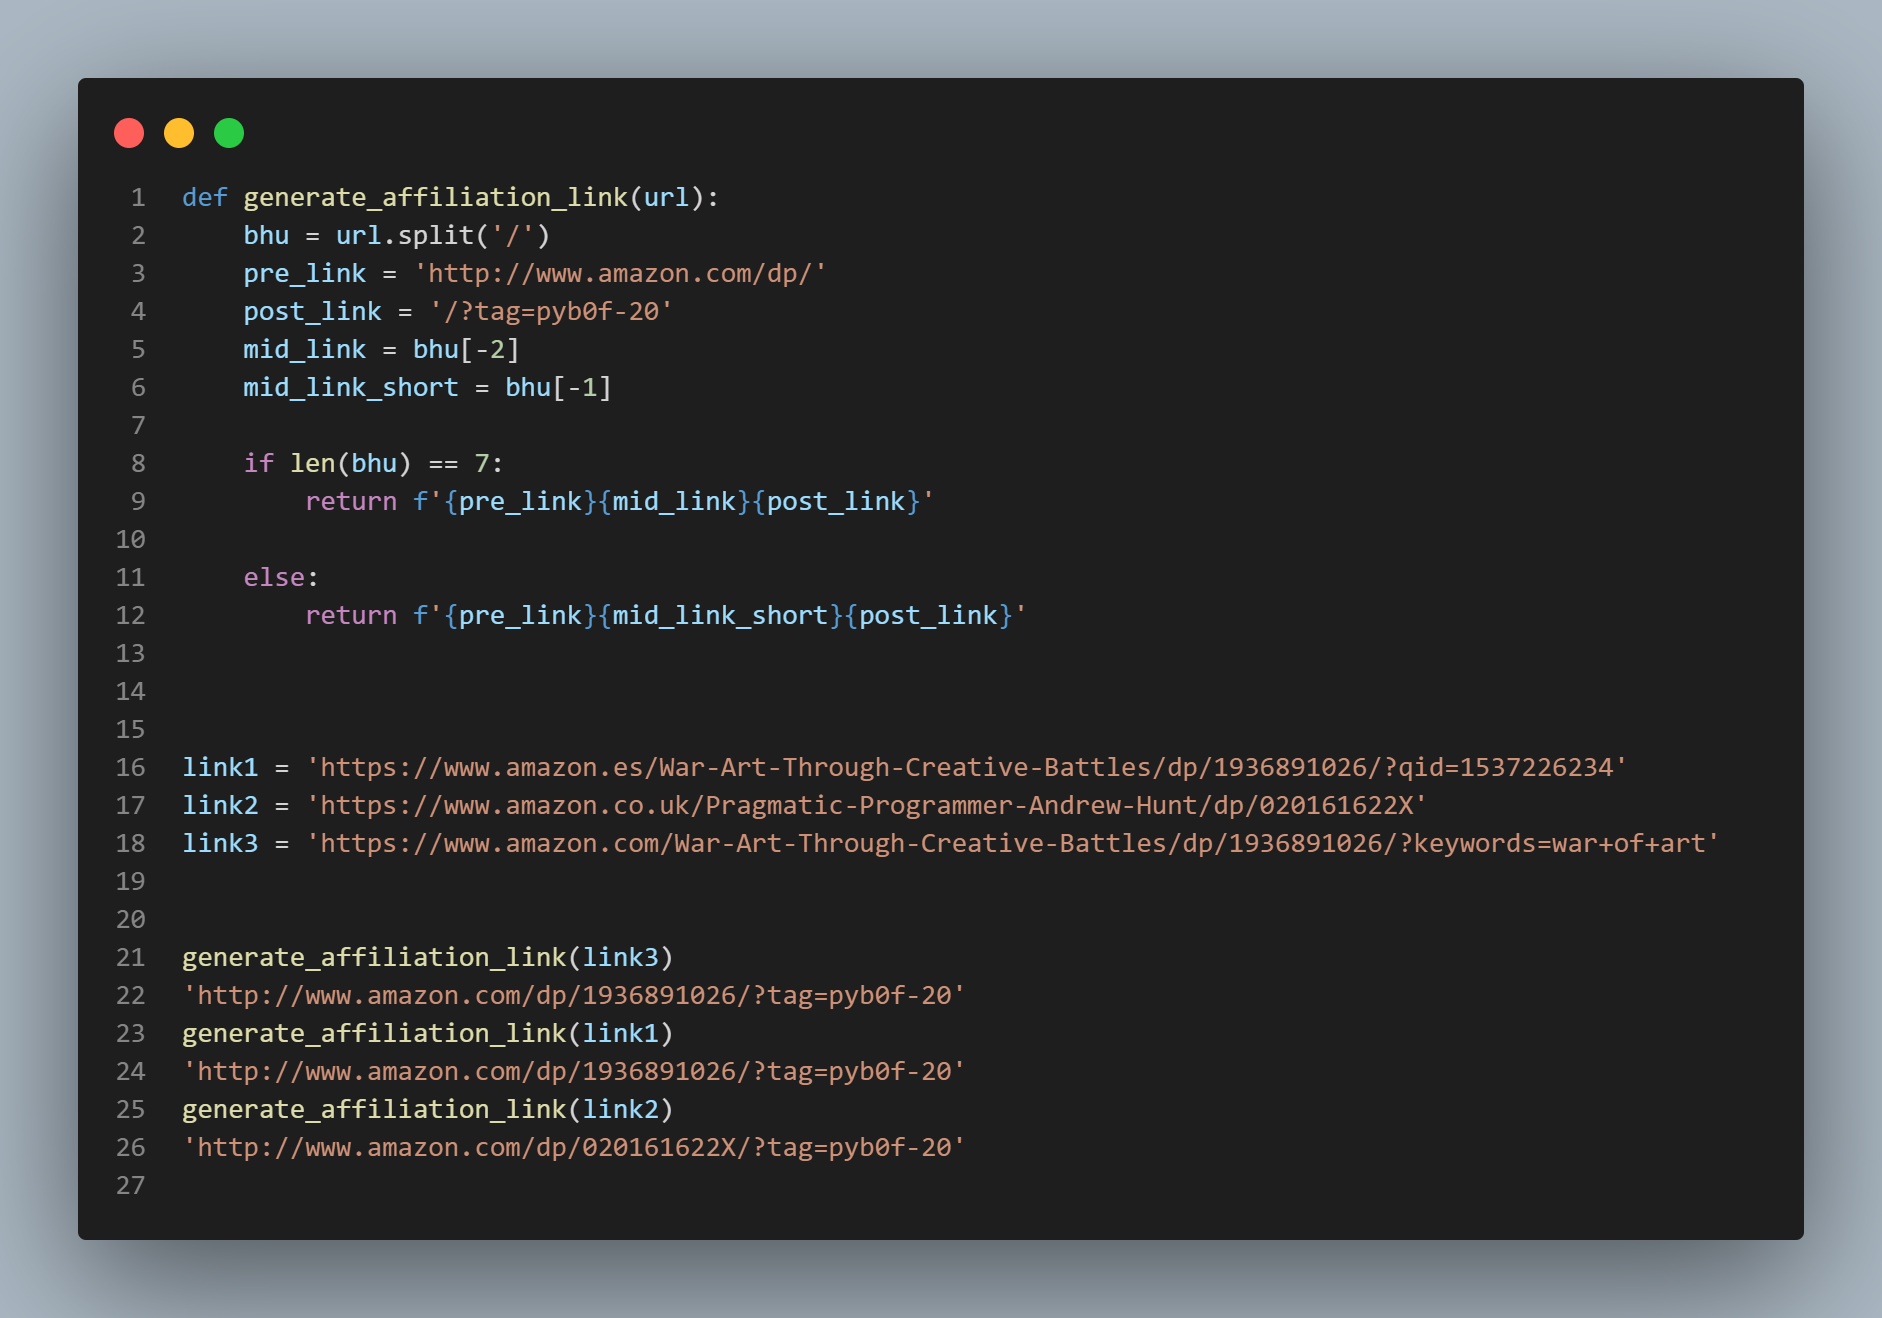 1 def generate_affiliation_link(url):
2     bhu = url.split('/')
3     pre_link = 'http://www.amazon.com/dp/'
4     post_link = '/?tag=pyb0f-20'
5     mid_link = bhu[-2]
6     mid_link_short = bhu[-1]
7
8     if len(bhu) == 7:
9         return f'{pre_link}{mid_link}{post_link}'
10
11     else:
12         return f'{pre_link}{mid_link_short}{post_link}'
13
14
15
16 link1 = 'https://www.amazon.es/War-Art-Through-Creative-Battles/dp/1936891026/?qid=1537226234'
17 link2 = 'https://www.amazon.co.uk/Pragmatic-Programmer-Andrew-Hunt/dp/020161622X'
18 link3 = 'https://www.amazon.com/War-Art-Through-Creative-Battles/dp/1936891026/?keywords=war+of+art'
19
20
21 generate_affiliation_link(link3)
22 'http://www.amazon.com/dp/1936891026/?tag=pyb0f-20'
23 generate_affiliation_link(link1)
24 'http://www.amazon.com/dp/1936891026/?tag=pyb0f-20'
25 generate_affiliation_link(link2)
26 'http://www.amazon.com/dp/020161622X/?tag=pyb0f-20'
27